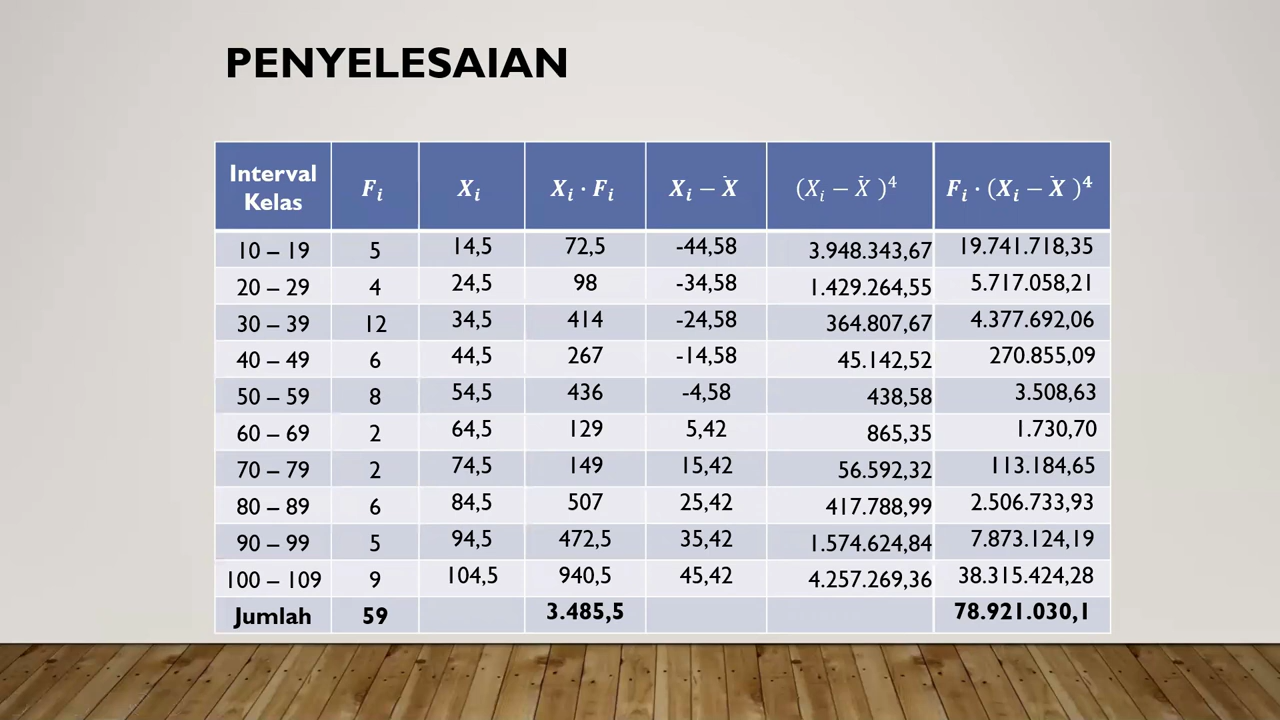 PENYELESAIAN
Interval Kelas | Fᵢ | Xᵢ | Xᵢ · Fᵢ | Xᵢ − X̄ | (Xᵢ − X̄ )⁴ | Fᵢ · (Xᵢ − X̄ )⁴
10 – 19 | 5 | 14,5 | 72,5 | -44,58 | 3.948.343,67 | 19.741.718,35
20 – 29 | 4 | 24,5 | 98 | -34,58 | 1.429.264,55 | 5.717.058,21
30 – 39 | 12 | 34,5 | 414 | -24,58 | 364.807,67 | 4.377.692,06
40 – 49 | 6 | 44,5 | 267 | -14,58 | 45.142,52 | 270.855,09
50 – 59 | 8 | 54,5 | 436 | -4,58 | 438,58 | 3.508,63
60 – 69 | 2 | 64,5 | 129 | 5,42 | 865,35 | 1.730,70
70 – 79 | 2 | 74,5 | 149 | 15,42 | 56.592,32 | 113.184,65
80 – 89 | 6 | 84,5 | 507 | 25,42 | 417.788,99 | 2.506.733,93
90 – 99 | 5 | 94,5 | 472,5 | 35,42 | 1.574.624,84 | 7.873.124,19
100 – 109 | 9 | 104,5 | 940,5 | 45,42 | 4.257.269,36 | 38.315.424,28
Jumlah | 59 | | 3.485,5 | | | 78.921.030,1